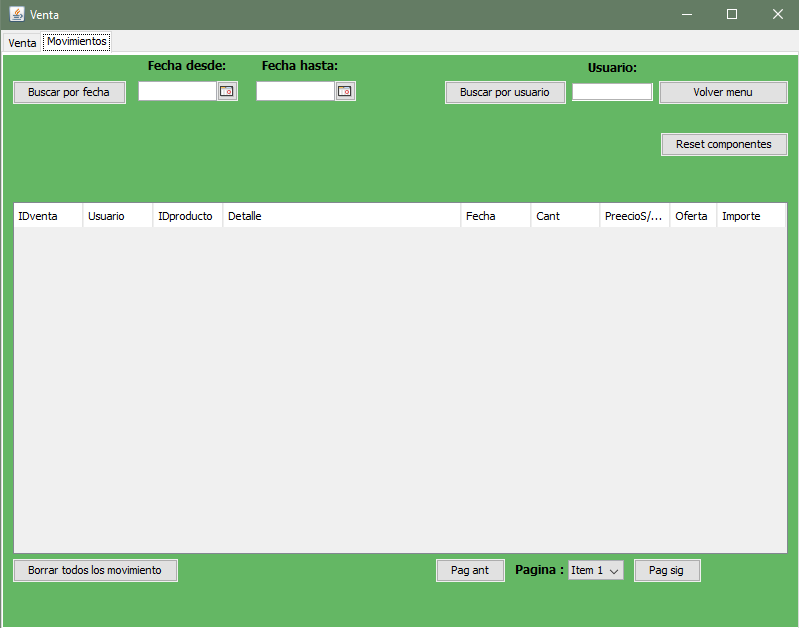 Venta
Venta Movimientos
Fecha desde: Fecha hasta: Usuario:
Buscar por fecha Buscar por usuario Volver menu
Reset componentes
IDventa Usuario IDproducto Detalle Fecha Cant PreecioS/... Oferta Importe
Borrar todos los movimiento Pag ant Pagina : Item 1 Pag sig